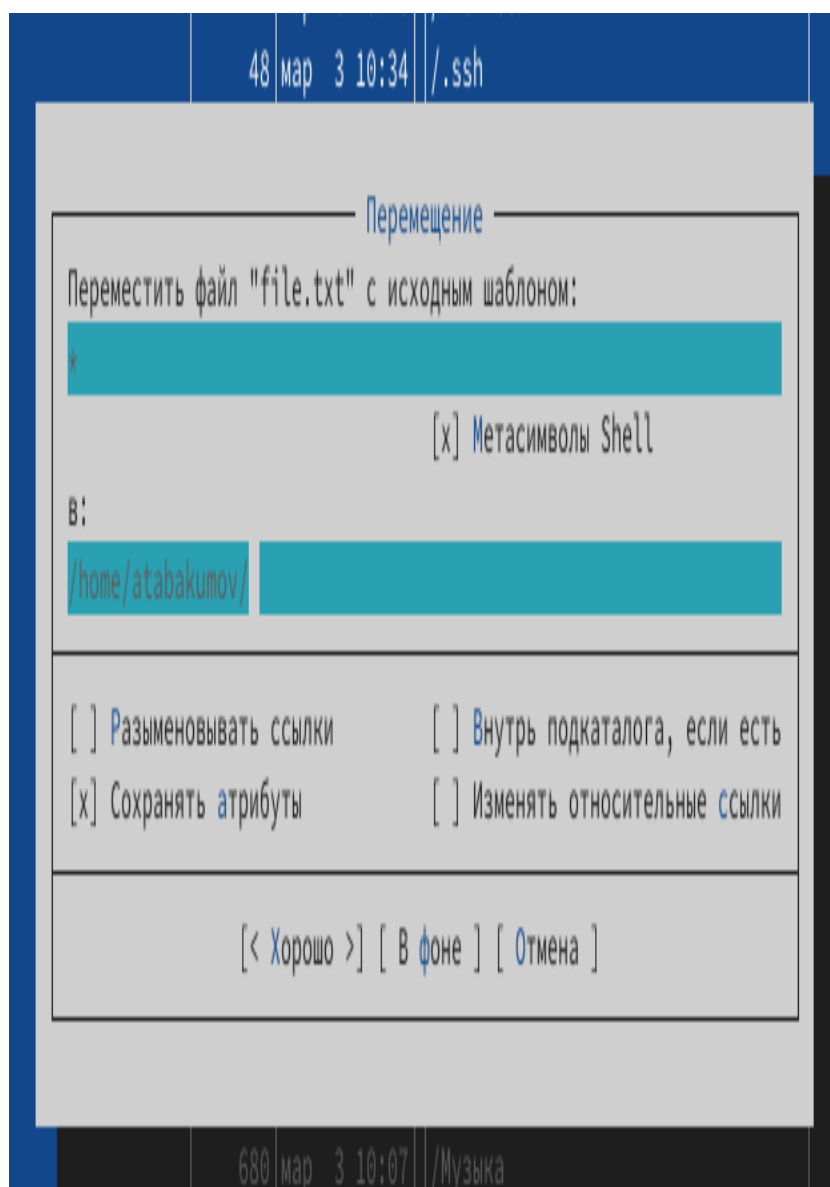 48 мар 3 10:34 /.ssh
Перемещение
Переместить файл "file.txt" с исходным шаблоном:
*
[x] Метасимволы Shell
в:
/home/atabakumov/
[ ] Разыменовывать ссылки [ ] Внутрь подкаталога, если есть
[x] Сохранять атрибуты [ ] Изменять относительные ссылки
[< Хорошо >] [ В фоне ] [ Отмена ]
680 мар 3 10:07 /Музыка